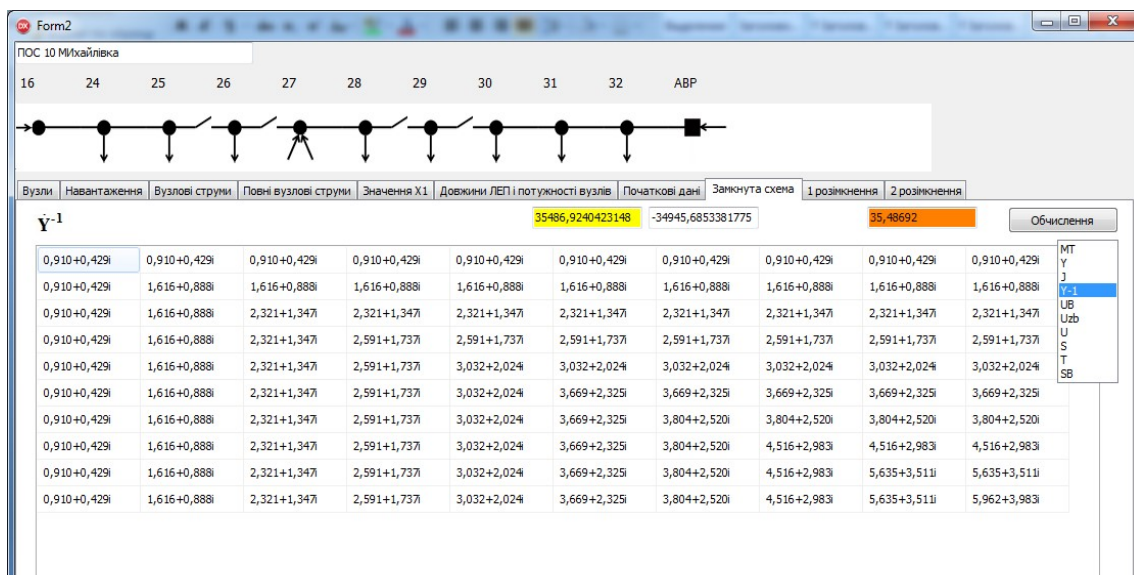 Form2
ПОС 10 МИхайлівка
16 24 25 26 27 28 29 30 31 32 АВР
Вузли Навантаження Вузлові струми Повні вузлові струми Значення Х1 Довжини ЛЕП і потужності вузлів Початкові дані Замкнута схема 1 розімкнення 2 розімкнення
Ẏ-1 35486,9240423148 -34945,6853381775 35,48692 Обчислення
MT
Y
J
Y-1
UB
Uzb
U
S
T
SB
0,910+0,429i 0,910+0,429i 0,910+0,429i 0,910+0,429i 0,910+0,429i 0,910+0,429i 0,910+0,429i 0,910+0,429i 0,910+0,429i 0,910+0,429i
0,910+0,429i 1,616+0,888i 1,616+0,888i 1,616+0,888i 1,616+0,888i 1,616+0,888i 1,616+0,888i 1,616+0,888i 1,616+0,888i 1,616+0,888i
0,910+0,429i 1,616+0,888i 2,321+1,347i 2,321+1,347i 2,321+1,347i 2,321+1,347i 2,321+1,347i 2,321+1,347i 2,321+1,347i 2,321+1,347i
0,910+0,429i 1,616+0,888i 2,321+1,347i 2,591+1,737i 2,591+1,737i 2,591+1,737i 2,591+1,737i 2,591+1,737i 2,591+1,737i 2,591+1,737i
0,910+0,429i 1,616+0,888i 2,321+1,347i 2,591+1,737i 3,032+2,024i 3,032+2,024i 3,032+2,024i 3,032+2,024i 3,032+2,024i 3,032+2,024i
0,910+0,429i 1,616+0,888i 2,321+1,347i 2,591+1,737i 3,032+2,024i 3,669+2,325i 3,669+2,325i 3,669+2,325i 3,669+2,325i 3,669+2,325i
0,910+0,429i 1,616+0,888i 2,321+1,347i 2,591+1,737i 3,032+2,024i 3,669+2,325i 3,804+2,520i 3,804+2,520i 3,804+2,520i 3,804+2,520i
0,910+0,429i 1,616+0,888i 2,321+1,347i 2,591+1,737i 3,032+2,024i 3,669+2,325i 3,804+2,520i 4,516+2,983i 4,516+2,983i 4,516+2,983i
0,910+0,429i 1,616+0,888i 2,321+1,347i 2,591+1,737i 3,032+2,024i 3,669+2,325i 3,804+2,520i 4,516+2,983i 5,635+3,511i 5,635+3,511i
0,910+0,429i 1,616+0,888i 2,321+1,347i 2,591+1,737i 3,032+2,024i 3,669+2,325i 3,804+2,520i 4,516+2,983i 5,635+3,511i 5,962+3,983i